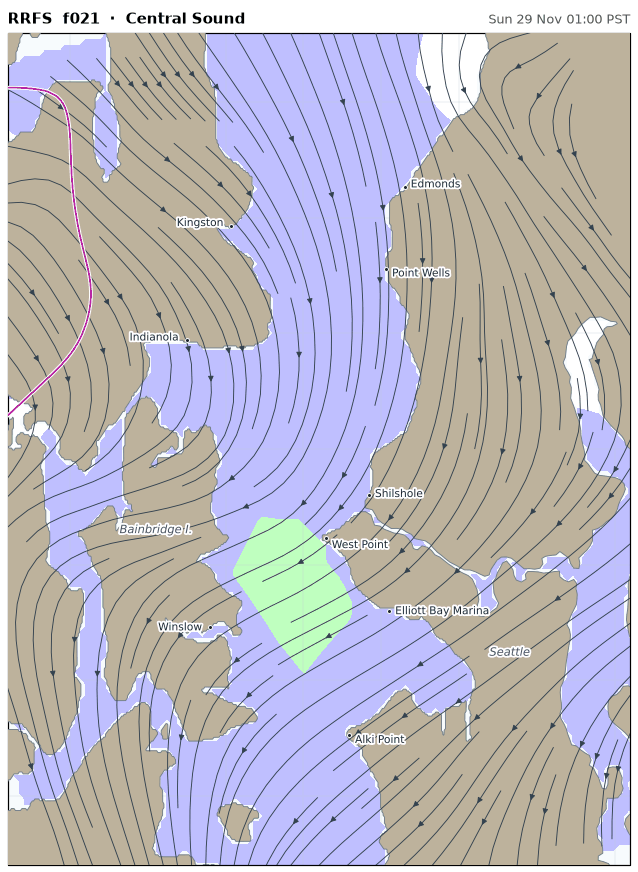 RRFS f021 · Central Sound
Sun 29 Nov 01:00 PST
Edmonds
Kingston
Point Wells
Indianola
Shilshole
Bainbridge I.
West Point
Elliott Bay Marina
Winslow
Seattle
Alki Point